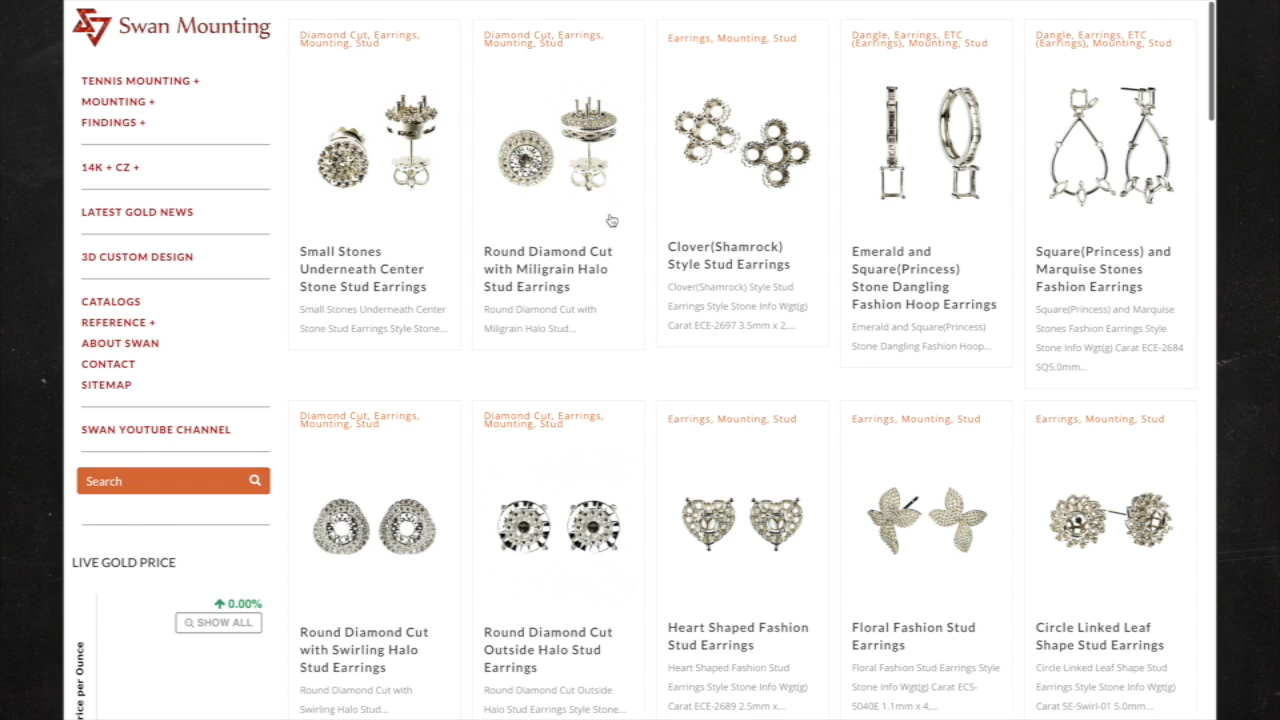 Swan Mounting
TENNIS MOUNTING +
MOUNTING +
FINDINGS +
14K + CZ +
LATEST GOLD NEWS
3D CUSTOM DESIGN
CATALOGS
REFERENCE +
ABOUT SWAN
CONTACT
SITEMAP
SWAN YOUTUBE CHANNEL
Search
LIVE GOLD PRICE
0.00%
SHOW ALL
rice per Ounce
Diamond Cut, Earrings,
Mounting, Stud
Small Stones
Underneath Center
Stone Stud Earrings
Small Stones Underneath Center
Stone Stud Earrings Style Stone...
Diamond Cut, Earrings,
Mounting, Stud
Round Diamond Cut
with Miligrain Halo
Stud Earrings
Round Diamond Cut with
Miligrain Halo Stud...
Earrings, Mounting, Stud
Clover(Shamrock)
Style Stud Earrings
Clover(Shamrock) Style Stud
Earrings Style Stone Info Wgt(g)
Carat ECE-2697 3.5mm x 2,...
Dangle, Earrings, ETC
(Earrings), Mounting, Stud
Emerald and
Square(Princess)
Stone Dangling
Fashion Hoop Earrings
Emerald and Square(Princess)
Stone Dangling Fashion Hoop...
Dangle, Earrings, ETC
(Earrings), Mounting, Stud
Square(Princess) and
Marquise Stones
Fashion Earrings
Square(Princess) and Marquise
Stones Fashion Earrings Style
Stone Info Wgt(g) Carat ECE-2684
SQ5.0mm...
Diamond Cut, Earrings,
Mounting, Stud
Round Diamond Cut
with Swirling Halo
Stud Earrings
Round Diamond Cut with
Swirling Halo Stud...
Diamond Cut, Earrings,
Mounting, Stud
Round Diamond Cut
Outside Halo Stud
Earrings
Round Diamond Cut Outside
Halo Stud Earrings Style Stone...
Earrings, Mounting, Stud
Heart Shaped Fashion
Stud Earrings
Heart Shaped Fashion Stud
Earrings Style Stone Info Wgt(g)
Carat ECE-2689 2.5mm x...
Earrings, Mounting, Stud
Floral Fashion Stud
Earrings
Floral Fashion Stud Earrings Style
Stone Info Wgt(g) Carat ECS-
5040E 1.1mm x 4,...
Earrings, Mounting, Stud
Circle Linked Leaf
Shape Stud Earrings
Circle Linked Leaf Shape Stud
Earrings Style Stone Info Wgt(g)
Carat SE-Swirl-01 5.0mm...